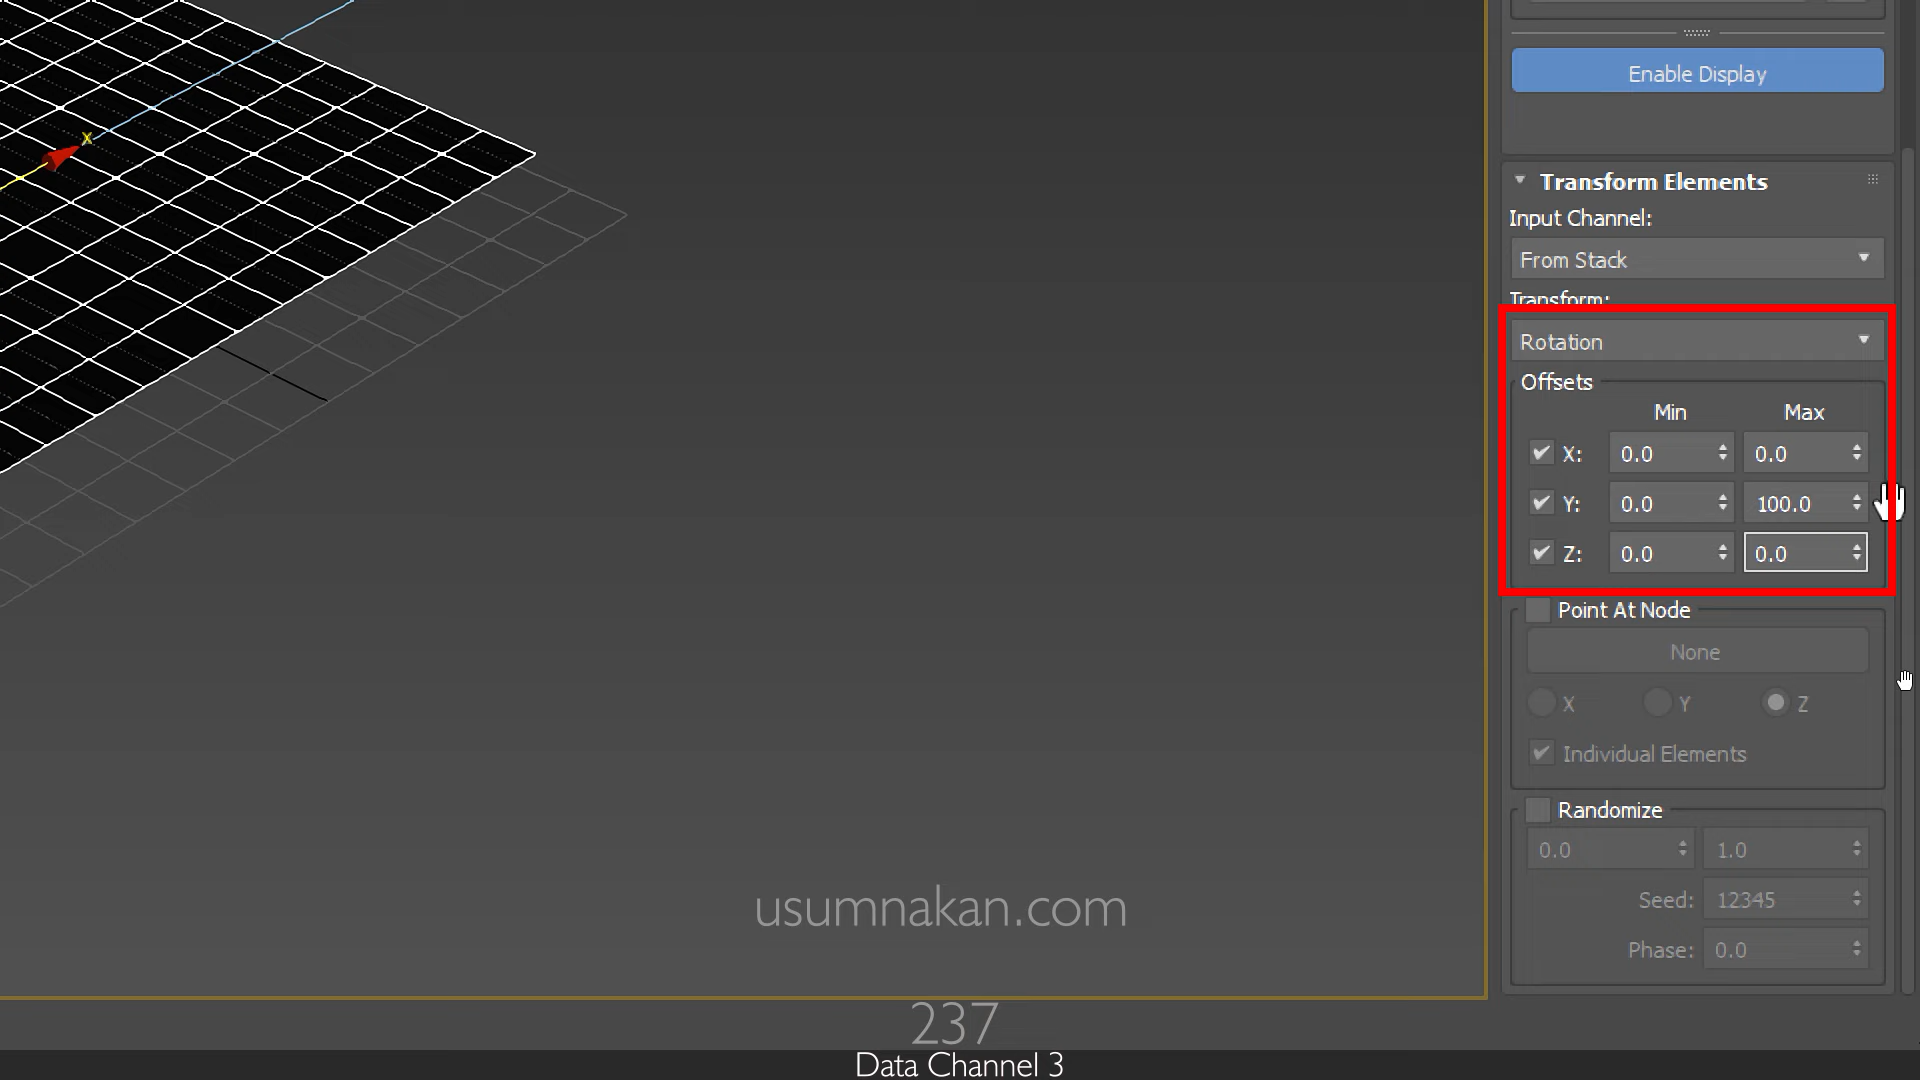 X
Enable Display
Transform Elements
Input Channel:
From Stack
Transform:
Rotation
Offsets
Min Max
X: 0.0 0.0
Y: 0.0 100.0
Z: 0.0 0.0
Point At Node
None
X Y Z
Individual Elements
Randomize
0.0 1.0
Seed: 12345
Phase: 0.0
usumnakan.com
237
Data Channel 3